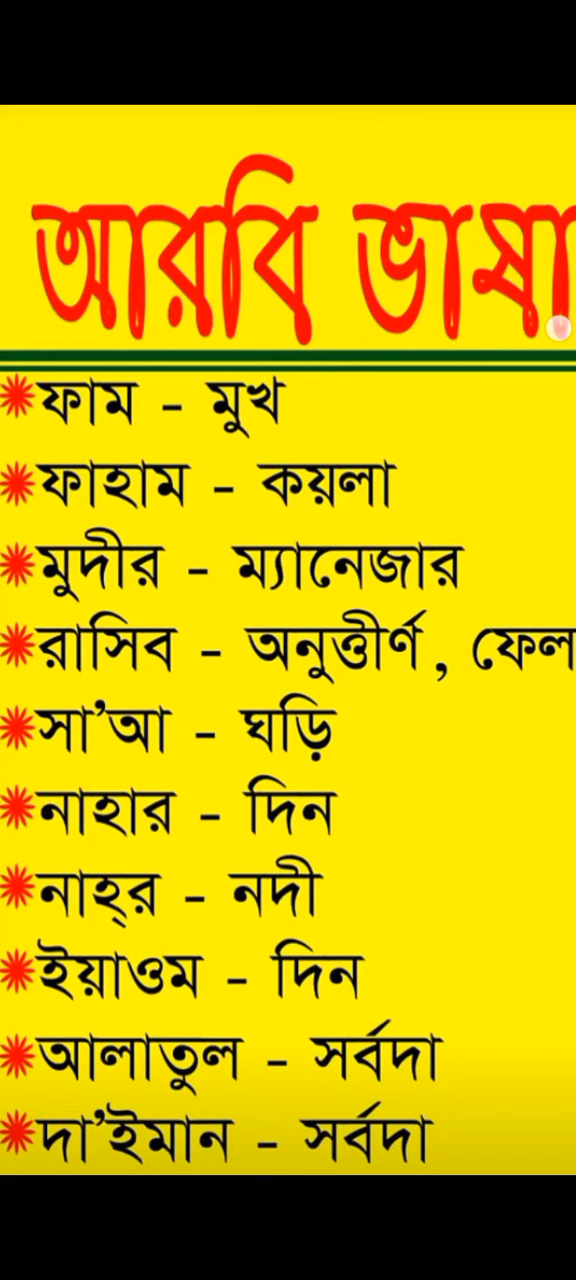 আরবি ভাষা
ফাম - মুখ
ফাহাম - কয়লা
মুদীর - ম্যানেজার
রাসিব - অনুত্তীর্ণ, ফেল
সা’আ - ঘড়ি
নাহার - দিন
নাহ্‌র - নদী
ইয়াওম - দিন
আলাতুল - সর্বদা
দা’ইমান - সর্বদা